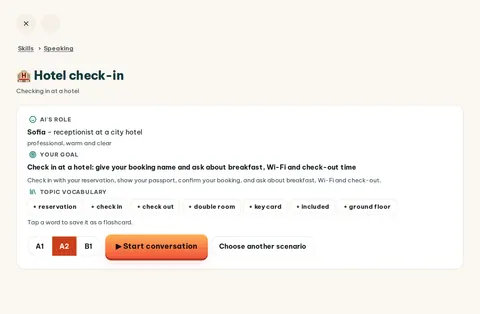 Skills › Speaking
🏨 Hotel check-in
Checking in at a hotel
AI'S ROLE
Sofia – receptionist at a city hotel
professional, warm and clear
YOUR GOAL
Check in at a hotel: give your booking name and ask about breakfast, Wi-Fi and check-out time
Check in with your reservation, show your passport, confirm your booking, and ask about breakfast, Wi-Fi and check-out.
TOPIC VOCABULARY
+ reservation + check in + check out + double room + key card + included + ground floor
Tap a word to save it as a flashcard.
A1 A2 B1 ▶ Start conversation Choose another scenario